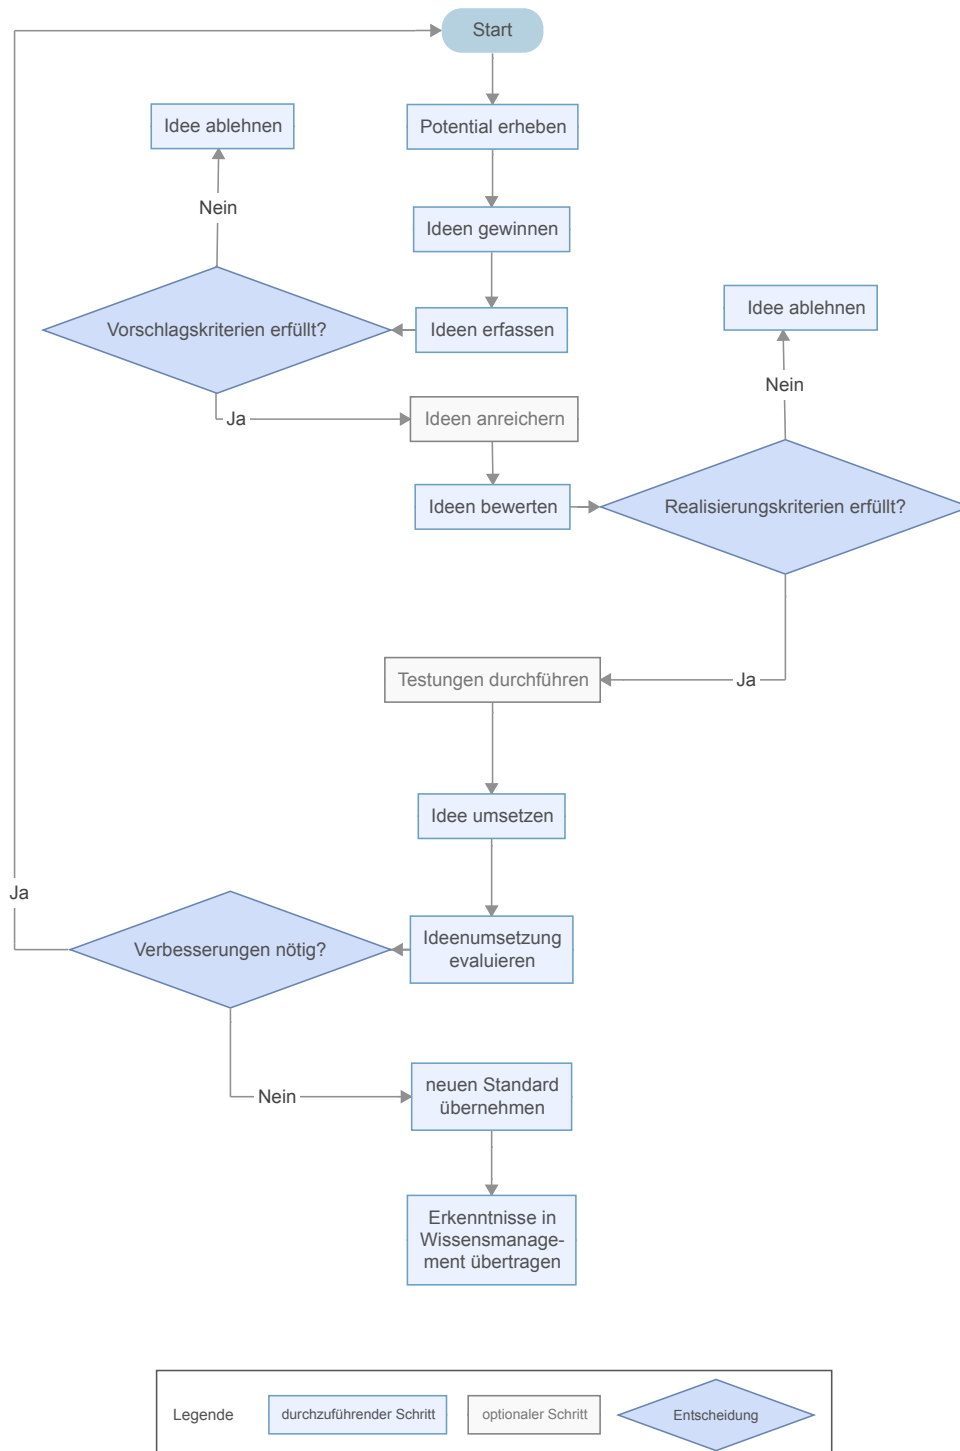 Start
Potential erheben
Idee ablehnen
Nein
Ideen gewinnen
Vorschlagskriterien erfüllt?
Ideen erfassen
Idee ablehnen
Nein
Ja
Ideen anreichern
Ideen bewerten
Realisierungskriterien erfüllt?
Testungen durchführen
Ja
Idee umsetzen
Ja
Verbesserungen nötig?
Ideenumsetzung
evaluieren
Nein
neuen Standard
übernehmen
Erkenntnisse in
Wissensmanage-
ment übertragen
Legende
durchzuführender Schritt
optionaler Schritt
Entscheidung